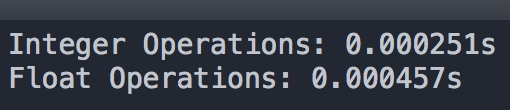 Integer Operations: 0.000251s
Float Operations: 0.000457s